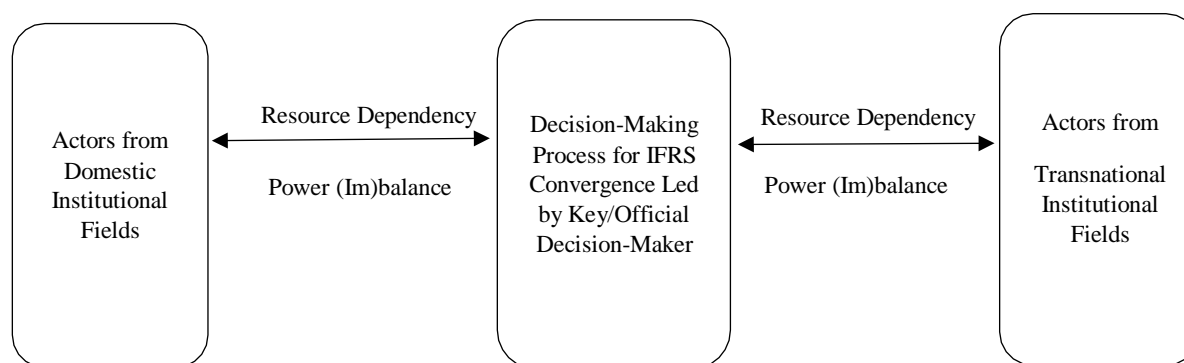 Actors from
Domestic
Institutional
Fields
Resource Dependency
Power (Im)balance
Decision-Making
Process for IFRS
Convergence Led
by Key/Official
Decision-Maker
Resource Dependency
Power (Im)balance
Actors from
Transnational
Institutional
Fields